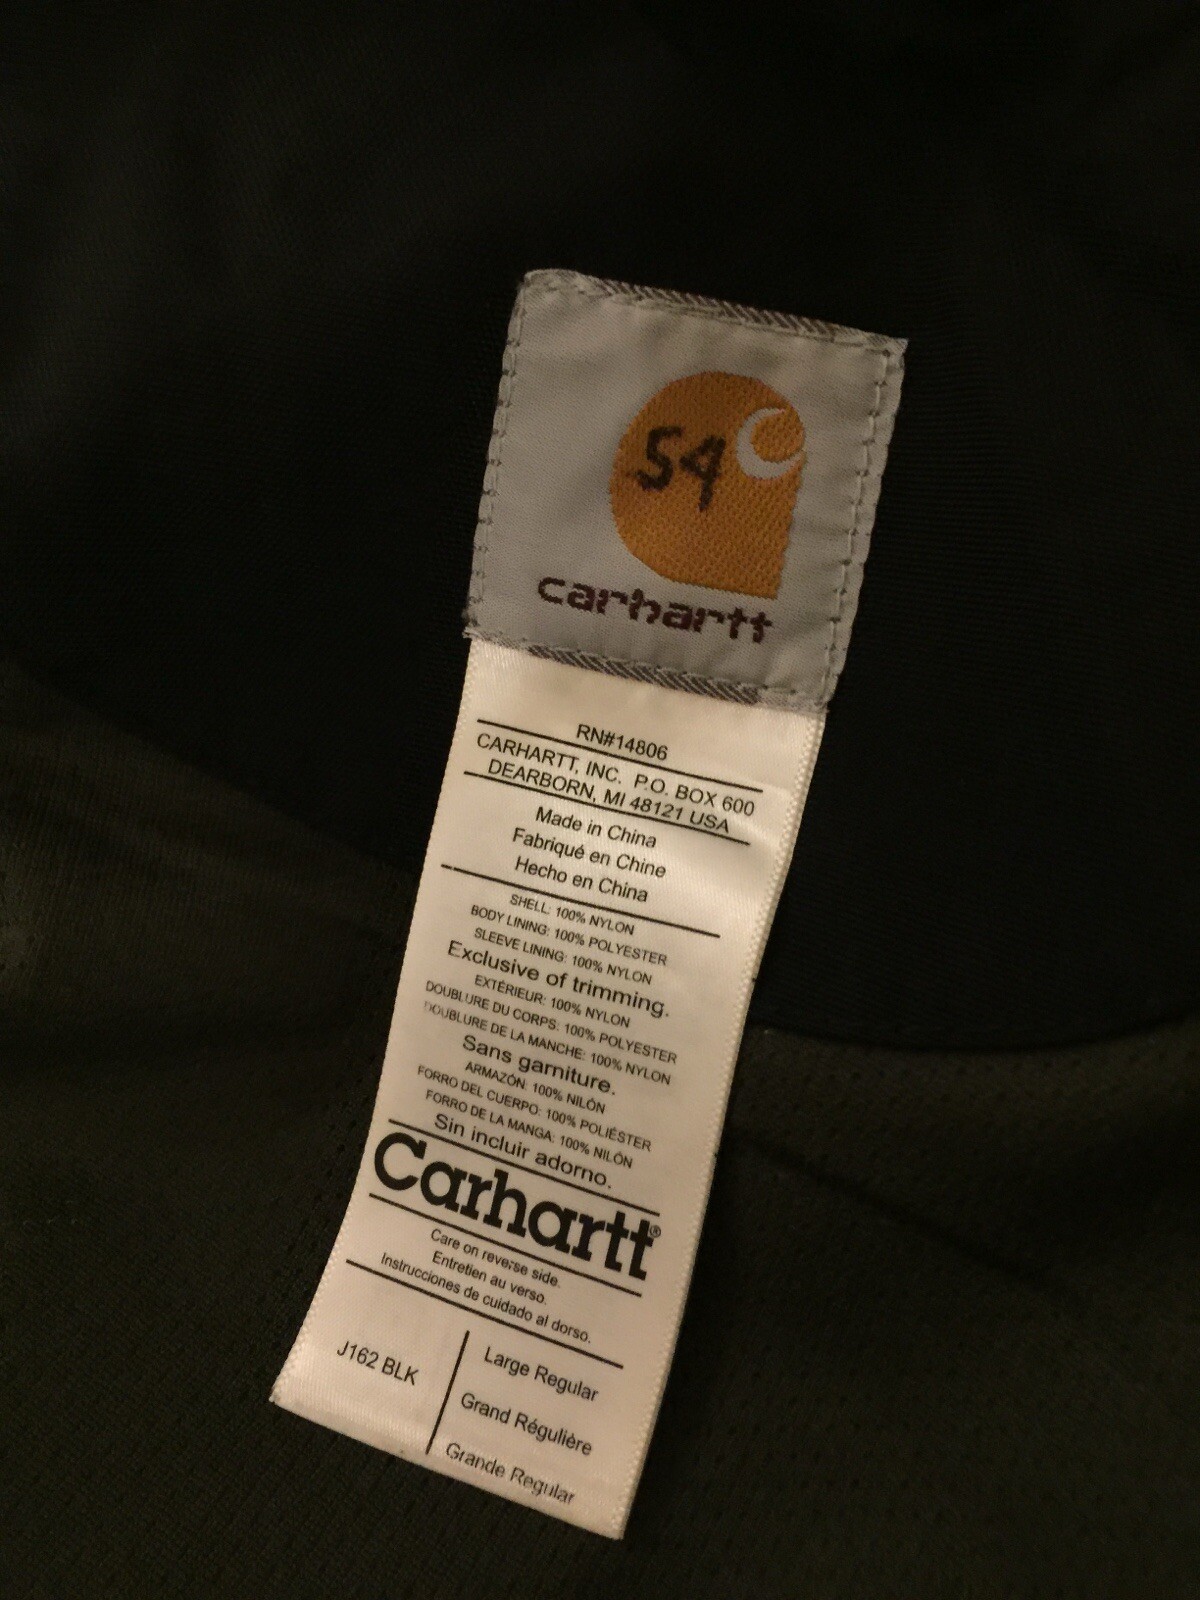 54
carhartt
RN#14806
CARHARTT, INC. P.O. BOX 600
DEARBORN, MI 48121 USA
Made in China
Fabriqué en Chine
Hecho en China
SHELL: 100% NYLON
BODY LINING: 100% POLYESTER
SLEEVE LINING: 100% NYLON
Exclusive of trimming.
EXTÉRIEUR: 100% NYLON
DOUBLURE DU CORPS: 100% POLYESTER
DOUBLURE DE LA MANCHE: 100% NYLON
Sans garniture.
ARMAZÓN: 100% NILÓN
FORRO DEL CUERPO: 100% POLIÉSTER
FORRO DE LA MANGA: 100% NILÓN
Sin incluir adorno.
Carhartt®
Care on reverse side.
Entretien au verso.
Instrucciones de cuidado al dorso.
J162 BLK
Large Regular
Grand Régulière
Grande Regular